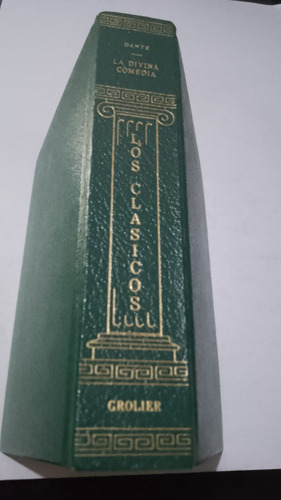 DANTE
LA DIVINA
COMEDIA
LOS CLASICOS
GROLIER